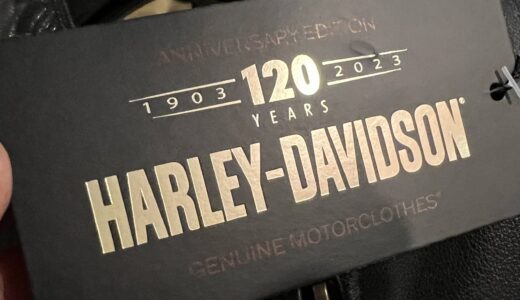 ANNIVERSARY EDITION
1903 120 2023
YEARS
HARLEY-DAVIDSON®
GENUINE MOTORCLOTHES®